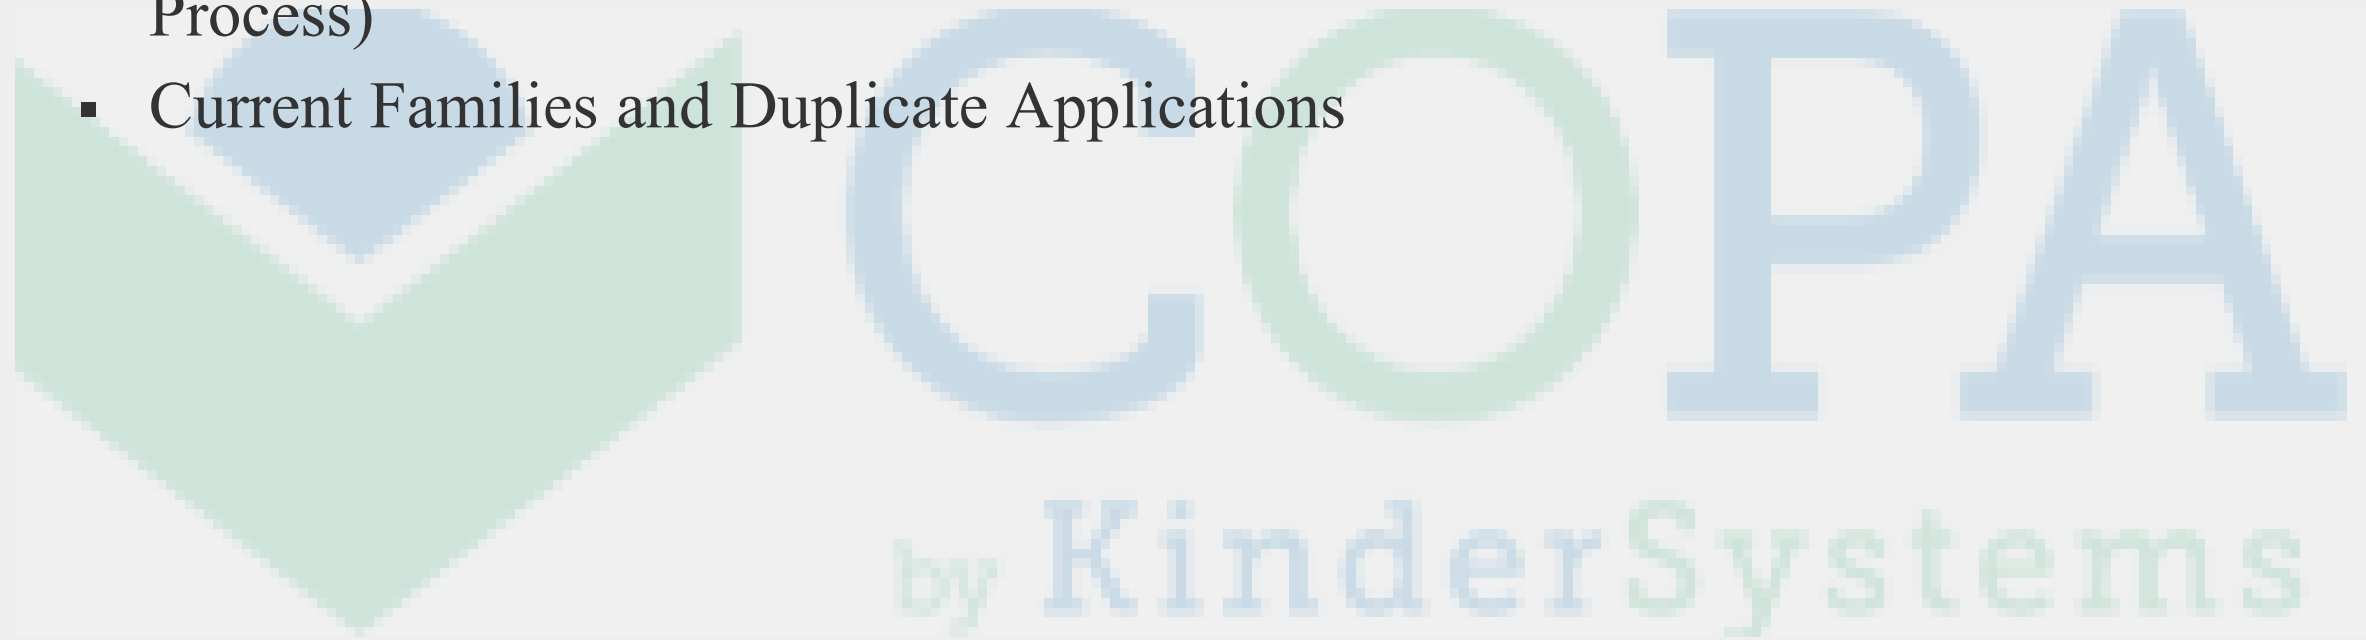 Process)
▪ Current Families and Duplicate Applications
COPA
by KinderSystems